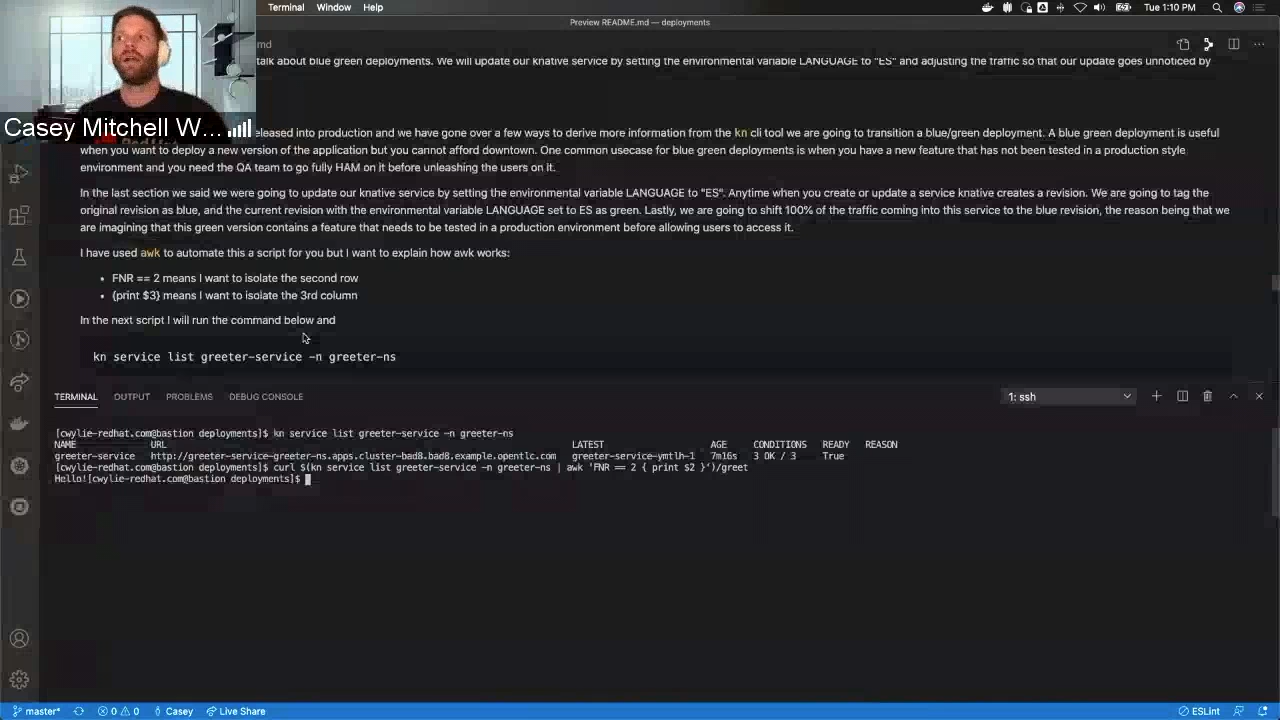 Terminal Window Help
Tue 1:10 PM
Preview README.md — deployments
md
talk about blue green deployments. We will update our knative service by setting the environmental variable LANGUAGE to "ES" and adjusting the traffic so that our update goes unnoticed by
Casey Mitchell W...
eleased into production and we have gone over a few ways to derive more information from the kn cli tool we are going to transition a blue/green deployment. A blue green deployment is useful
when you want to deploy a new version of the application but you cannot afford downtown. One common usecase for blue green deployments is when you have a new feature that has not been tested in a production style
environment and you need the QA team to go fully HAM on it before unleashing the users on it.
In the last section we said we were going to update our knative service by setting the environmental variable LANGUAGE to "ES". Anytime when you create or update a service knative creates a revision. We are going to tag the
original revision as blue, and the current revision with the environmental variable LANGUAGE set to ES as green. Lastly, we are going to shift 100% of the traffic coming into this service to the blue revision, the reason being that we
are imagining that this green version contains a feature that needs to be tested in a production environment before allowing users to access it.
I have used awk to automate this a script for you but I want to explain how awk works:
• FNR == 2 means I want to isolate the second row
• {print $3} means I want to isolate the 3rd column
In the next script I will run the command below and
kn service list greeter-service -n greeter-ns
TERMINAL OUTPUT PROBLEMS DEBUG CONSOLE 1: ssh
[cwylie-redhat.com@bastion deployments]$ kn service list greeter-service -n greeter-ns
NAME URL LATEST AGE CONDITIONS READY REASON
greeter-service http://greeter-service-greeter-ns.apps.cluster-bad8.bad8.example.opentlc.com greeter-service-ymtlh-1 7m16s 3 OK / 3 True
[cwylie-redhat.com@bastion deployments]$ curl $(kn service list greeter-service -n greeter-ns | awk 'FNR == 2 { print $2 }')/greet
Hello![cwylie-redhat.com@bastion deployments]$
master* 0 0 Casey Live Share ESLint